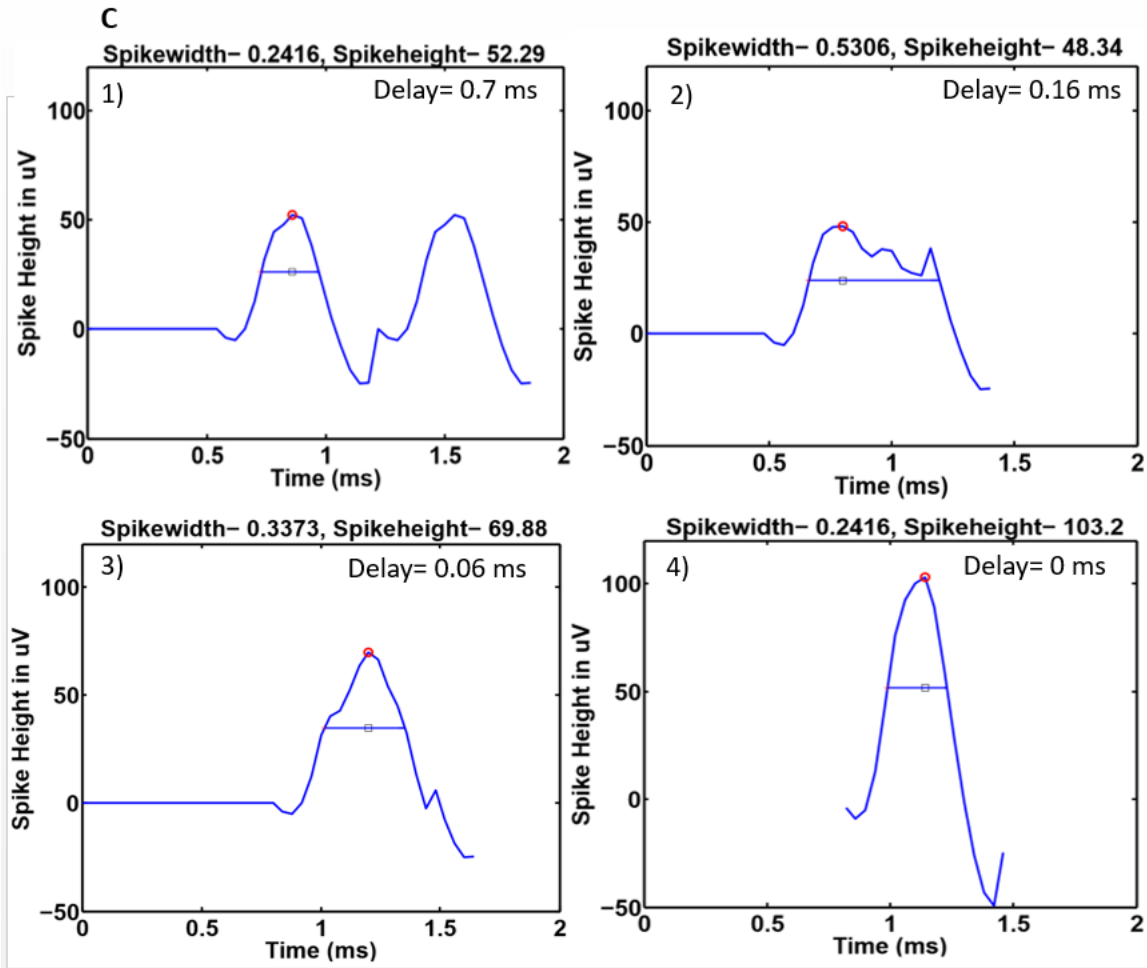 C
Spikewidth− 0.2416, Spikeheight− 52.29
1)
Delay= 0.7 ms
100
50
0
−50
Spike Height in uV
0 0.5 1 1.5 2
Time (ms)
Spikewidth− 0.5306, Spikeheight− 48.34
2)
Delay= 0.16 ms
100
50
0
−50
Spike Height in uV
0 0.5 1 1.5 2
Time (ms)
Spikewidth− 0.3373, Spikeheight− 69.88
3)
Delay= 0.06 ms
100
50
0
−50
Spike Height in uV
0 0.5 1 1.5 2
Time (ms)
Spikewidth− 0.2416, Spikeheight− 103.2
4)
Delay= 0 ms
100
50
0
−50
Spike Height in uV
0 0.5 1 1.5 2
Time (ms)